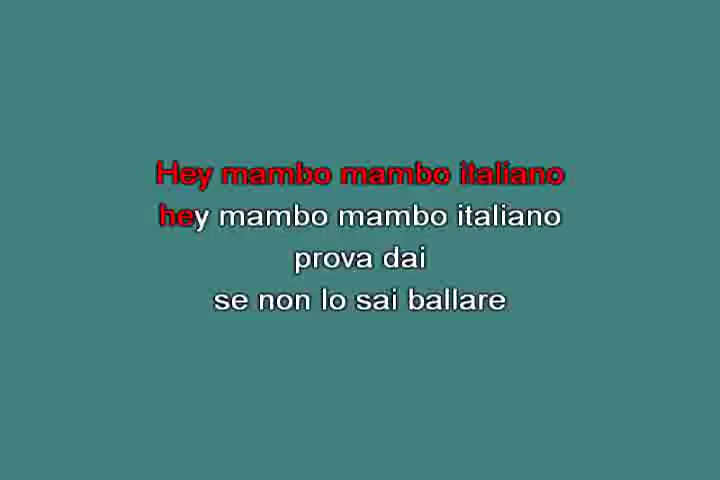 Hey mambo mambo italiano
hey mambo mambo italiano
prova dai
se non lo sai ballare